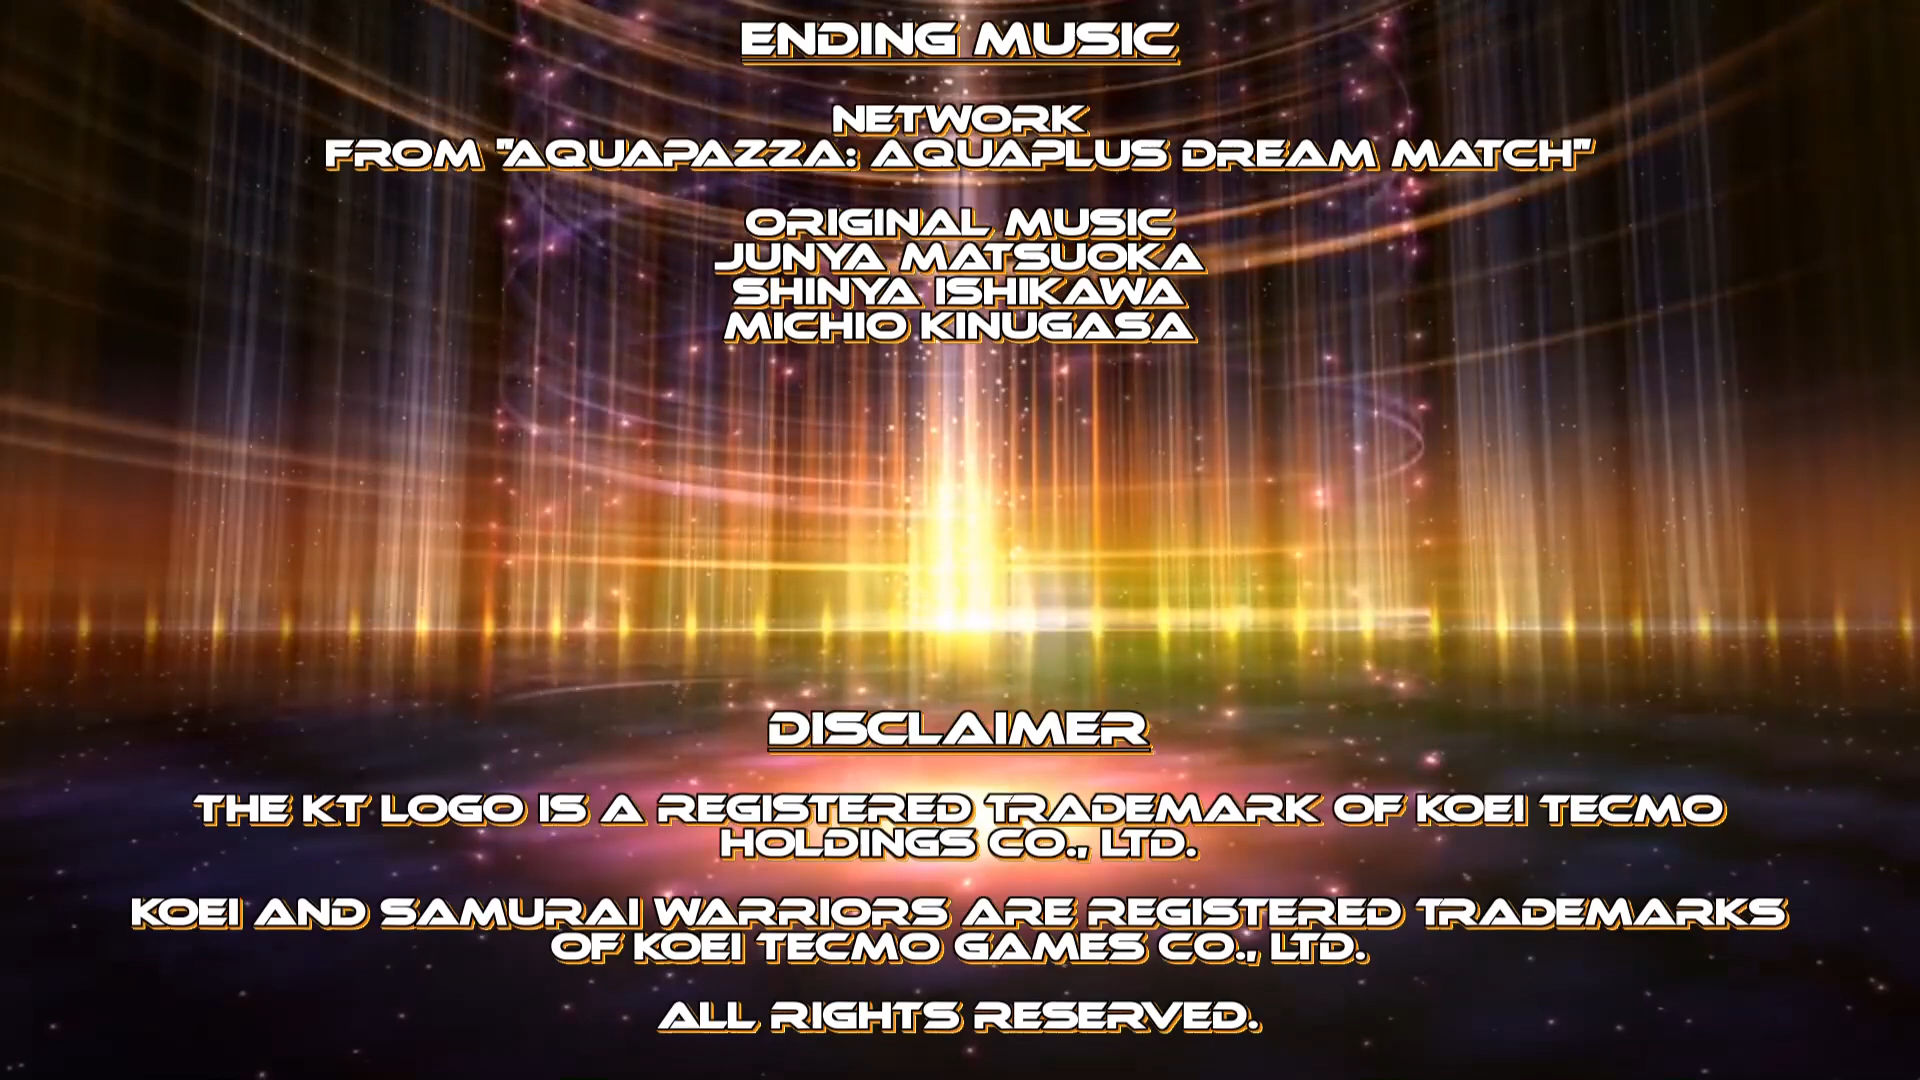 ENDING MUSIC
NETWORK
FROM "AQUAPAZZA: AQUAPLUS DREAM MATCH"
ORIGINAL MUSIC
JUNYA MATSUOKA
SHINYA ISHIKAWA
MICHIO KINUGASA
DISCLAIMER
THE KT LOGO IS A REGISTERED TRADEMARK OF KOEI TECMO
HOLDINGS CO., LTD.
KOEI AND SAMURAI WARRIORS ARE REGISTERED TRADEMARKS
OF KOEI TECMO GAMES CO., LTD.
ALL RIGHTS RESERVED.